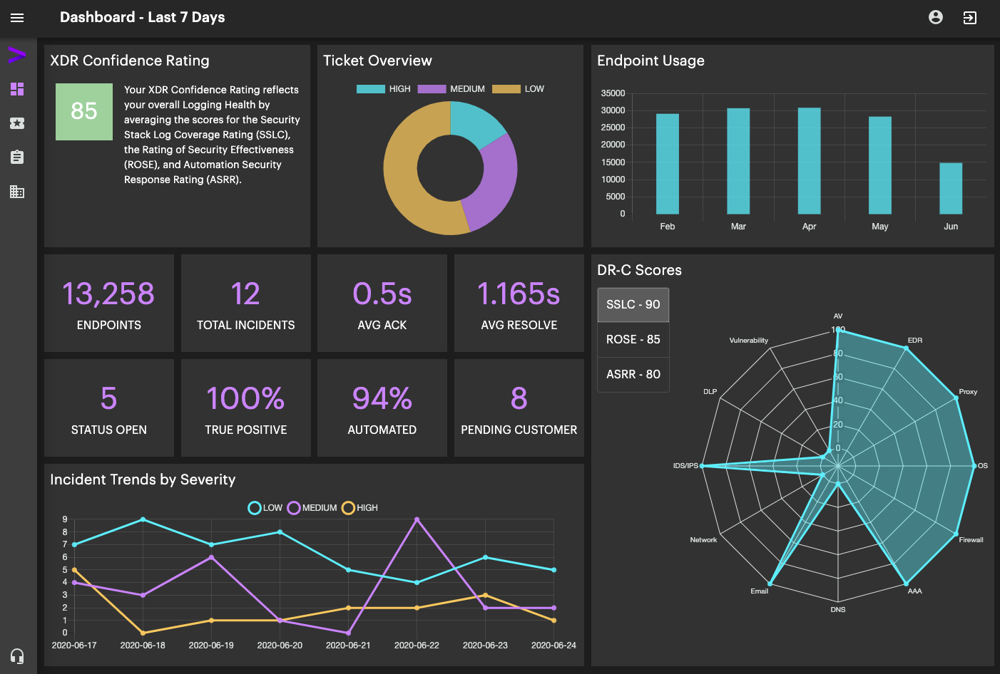 Dashboard - Last 7 Days
XDR Confidence Rating
85
Your XDR Confidence Rating reflects
your overall Logging Health by
averaging the scores for the Security
Stack Log Coverage Rating (SSLC),
the Rating of Security Effectiveness
(ROSE), and Automation Security
Response Rating (ASRR).
Ticket Overview
HIGH MEDIUM LOW
Endpoint Usage
35000
30000
25000
20000
15000
10000
5000
0
Feb Mar Apr May Jun
13,258
ENDPOINTS
12
TOTAL INCIDENTS
0.5s
AVG ACK
1.165s
AVG RESOLVE
5
STATUS OPEN
100%
TRUE POSITIVE
94%
AUTOMATED
8
PENDING CUSTOMER
DR-C Scores
SSLC - 90
ROSE - 85
ASRR - 80
AV
EDR
Proxy
OS
Firewall
AAA
DNS
Email
Network
IDS/IPS
DLP
Vulnerability
100
80
60
40
20
0
Incident Trends by Severity
LOW MEDIUM HIGH
9
8
7
6
5
4
3
2
1
0
2020-06-17 2020-06-18 2020-06-19 2020-06-20 2020-06-21 2020-06-22 2020-06-23 2020-06-24